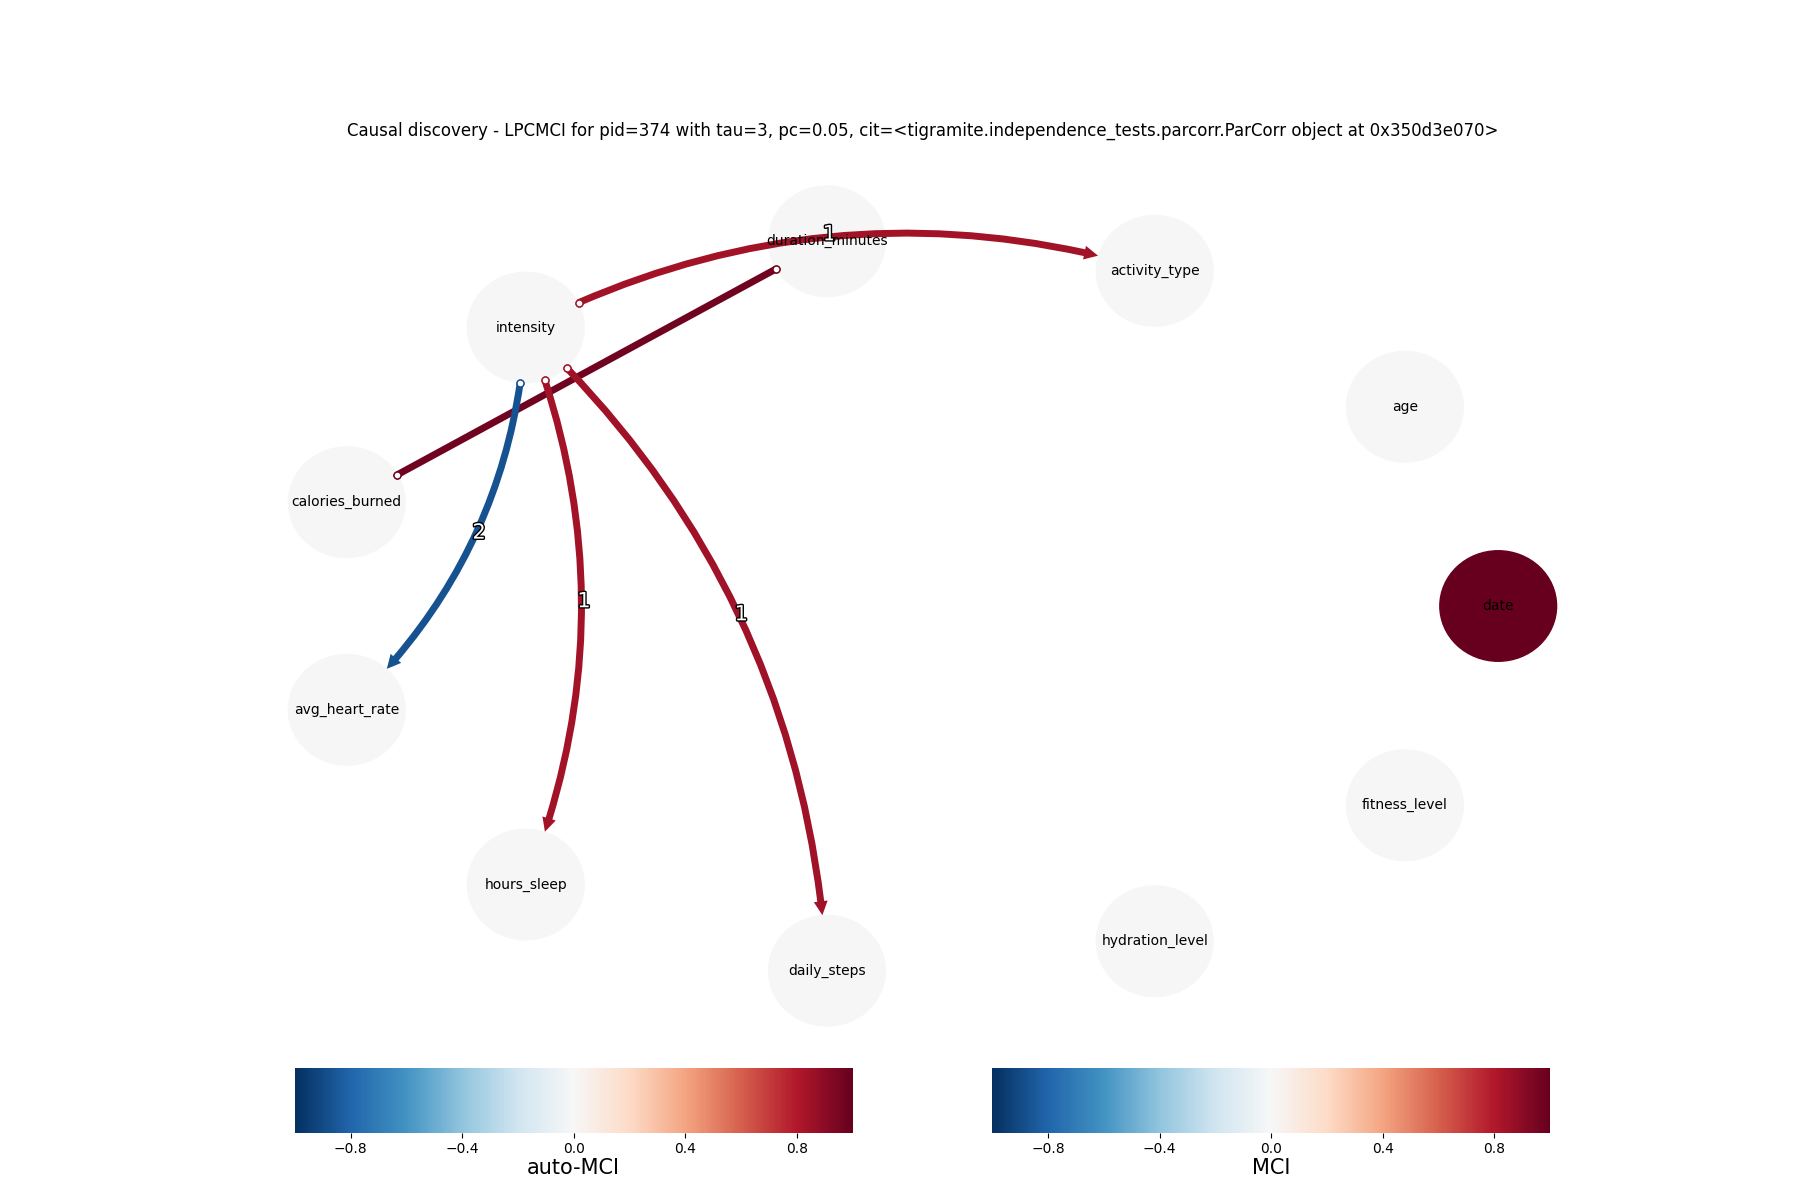 Causal discovery - LPCMCI for pid=374 with tau=3, pc=0.05, cit=<tigramite.independence_tests.parcorr.ParCorr object at 0x350d3e070>
1
duration_minutes
activity_type
intensity
age
calories_burned
2
1
1
date
avg_heart_rate
fitness_level
hours_sleep
hydration_level
daily_steps
−0.8 −0.4 0.0 0.4 0.8
auto-MCI
−0.8 −0.4 0.0 0.4 0.8
MCI